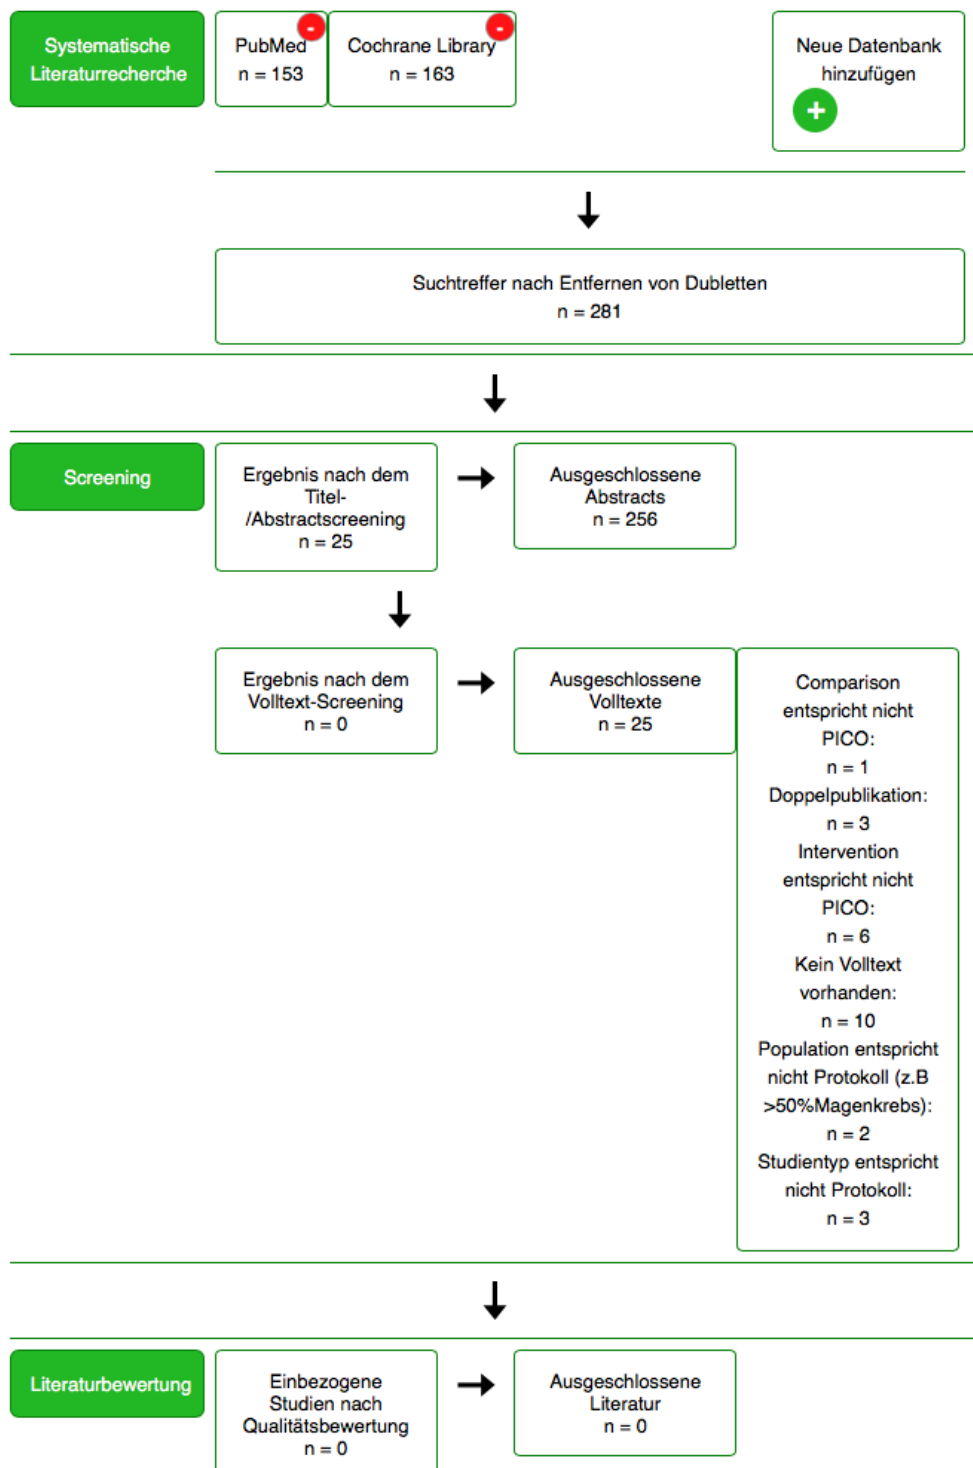 Systematische
Literaturrecherche
PubMed
n = 153
-
Cochrane Library
n = 163
-
Neue Datenbank
hinzufügen
+
Suchtreffer nach Entfernen von Dubletten
n = 281
Screening
Ergebnis nach dem
Titel-
/Abstractscreening
n = 25
Ausgeschlossene
Abstracts
n = 256
Ergebnis nach dem
Volltext-Screening
n = 0
Ausgeschlossene
Volltexte
n = 25
Comparison
entspricht nicht
PICO:
n = 1
Doppelpublikation:
n = 3
Intervention
entspricht nicht
PICO:
n = 6
Kein Volltext
vorhanden:
n = 10
Population entspricht
nicht Protokoll (z.B
>50%Magenkrebs):
n = 2
Studientyp entspricht
nicht Protokoll:
n = 3
Literaturbewertung
Einbezogene
Studien nach
Qualitätsbewertung
n = 0
Ausgeschlossene
Literatur
n = 0